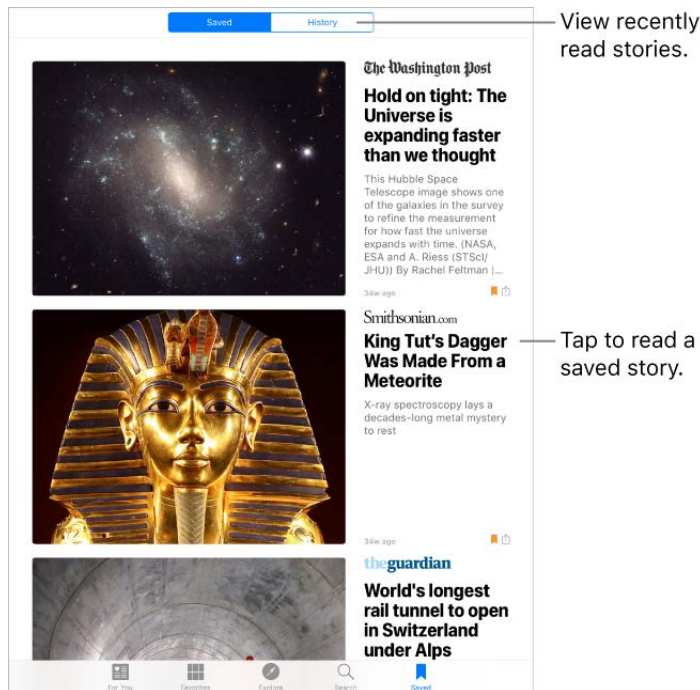 Saved
History
View recently
read stories.
The Washington Post
Hold on tight: The
Universe is
expanding faster
than we thought
This Hubble Space
Telescope image shows one
of the galaxies in the survey
to refine the measurement
for how fast the universe
expands with time. (NASA,
ESA and A. Riess (STScI/
JHU)) By Rachel Feltman |...
34w ago
Smithsonian.com
King Tut's Dagger
Was Made From a
Meteorite
Tap to read a
saved story.
X-ray spectroscopy lays a
decades-long metal mystery
to rest
34w ago
theguardian
World's longest
rail tunnel to open
in Switzerland
under Alps
For You
Favorites
Explore
Search
Saved